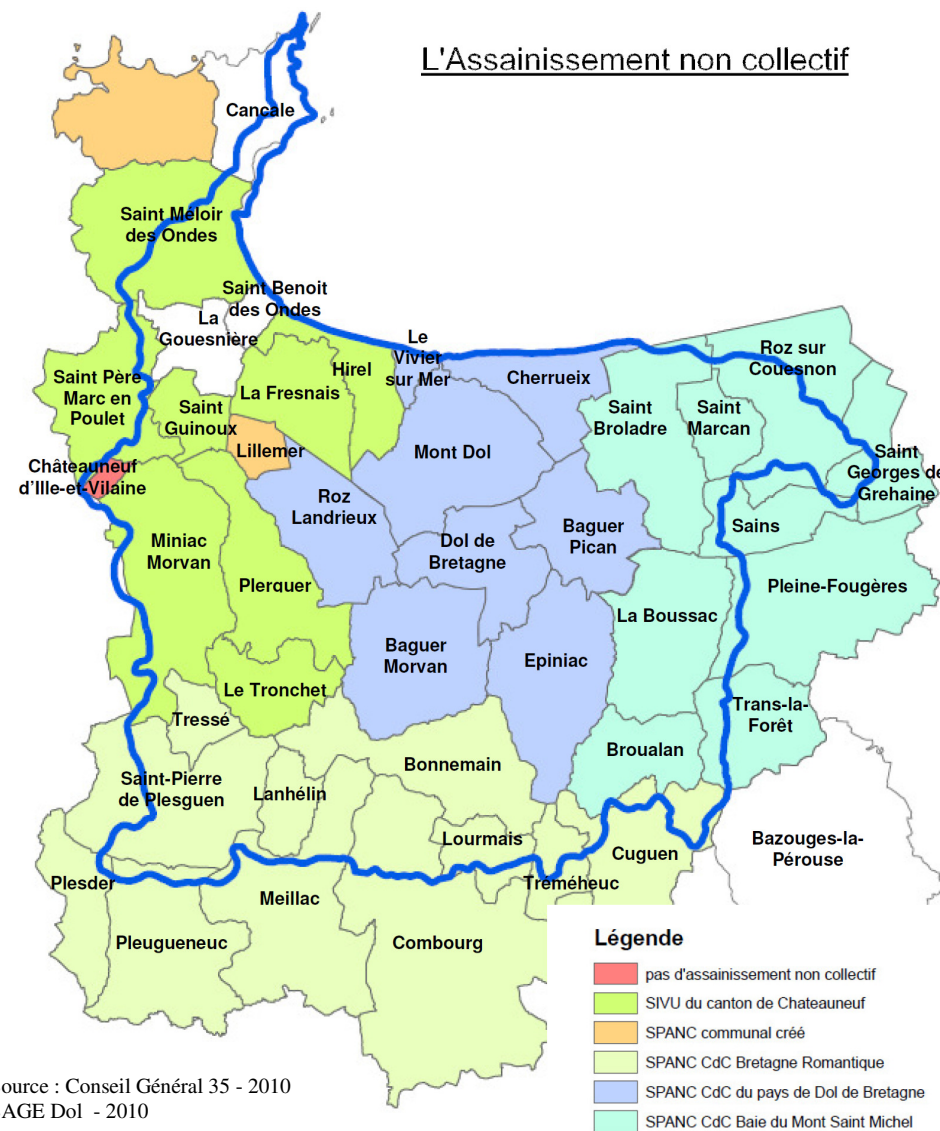 L'Assainissement non collectif
Cancale
Saint Méloir
des Ondes
Saint Benoit
des Ondes
La
Gouesnière
Le
Vivier
sur Mer
Roz sur
Couesnon
Hirel
Cherrueix
Saint Père
Marc en
Poulet
La Fresnais
Saint
Guinoux
Saint
Broladre
Saint
Marcan
Lillemer
Mont Dol
Châteauneuf
d'Ille-et-Vilaine
Saint
Georges de
Grehaine
Roz
Landrieux
Miniac
Morvan
Dol de
Bretagne
Baguer
Pican
Sains
Plerguer
Pleine-Fougères
La Boussac
Baguer
Morvan
Epiniac
Le Tronchet
Tressé
Trans-la-
Forêt
Broualan
Bonnemain
Saint-Pierre
de Plesguen
Lanhélin
Lourmais
Cuguen
Bazouges-la-
Pérouse
Plesder
Tréméheuc
Meillac
Pleugueneuc
Combourg
Légende
pas d'assainissement non collectif
SIVU du canton de Chateauneuf
SPANC communal créé
SPANC CdC Bretagne Romantique
SPANC CdC du pays de Dol de Bretagne
SPANC CdC Baie du Mont Saint Michel
ource : Conseil Général 35 - 2010
AGE Dol - 2010